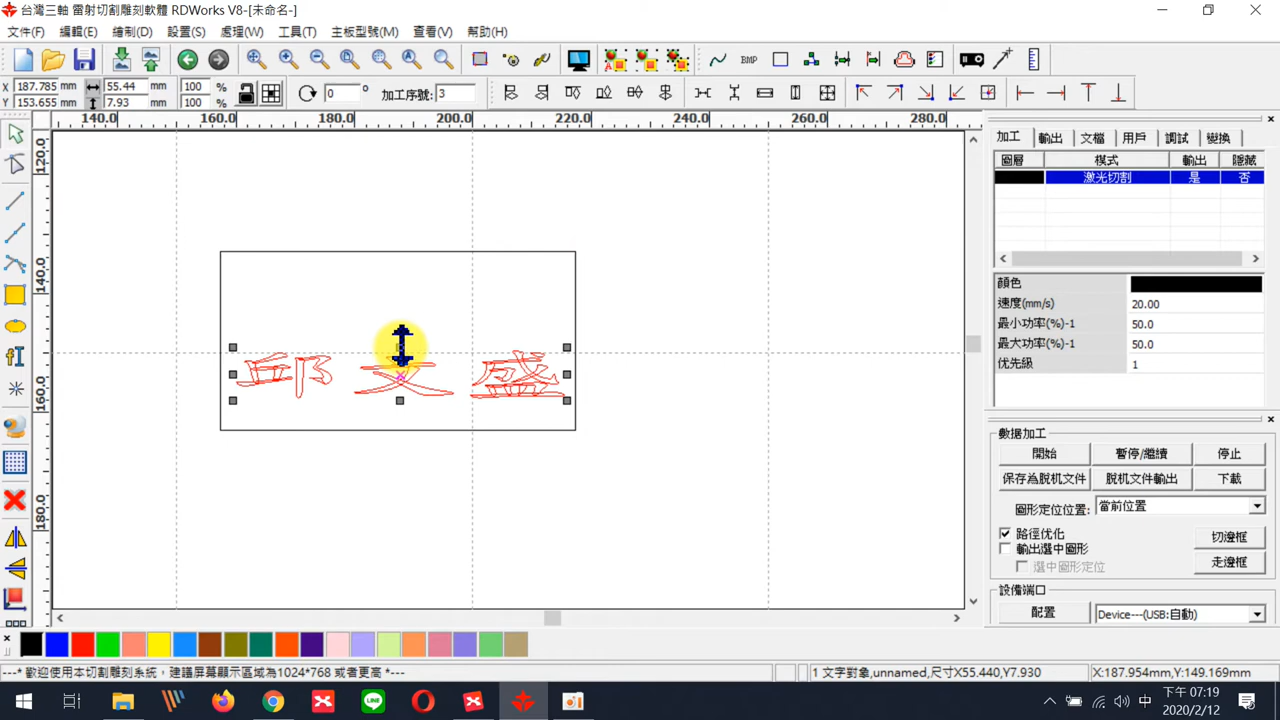 台灣三軸 雷射切割雕刻軟體 RDWorks V8-[未命名-]
文件(F) 編輯(E) 繪制(D) 設置(S) 處理(W) 工具(T) 主板型號(M) 查看(V) 幫助(H)
BMP
X 187.785 mm 55.44 mm 100 %
Y 153.655 mm 7.93 mm 100 %
0 ° 加工序號: 3
140.0 160.0 180.0 200.0 220.0 240.0 260.0 280.0
120.0
140.0
160.0
180.0
邱文盛
加工 輸出 文檔 用戶 調試 變換
圖層 模式 輸出 隱藏
激光切割 是 否
顏色
速度(mm/s) 20.00
最小功率(%)-1 50.0
最大功率(%)-1 50.0
优先級 1
數据加工
開始 暫停/繼續 停止
保存為脫机文件 脫机文件輸出 下載
圖形定位位置: 當前位置
路徑优化 切邊框
輸出選中圖形 走邊框
選中圖形定位
設備端口
配置 Device---(USB:自動)
---* 歡迎使用本切割雕刻系統，建議屏幕顯示區域為1024*768 或者更高 *---
1 文字對象,unnamed,尺寸X55.440,Y7.930
X:187.954mm,Y:149.169mm
LINE
中
下午 07:19
2020/2/12